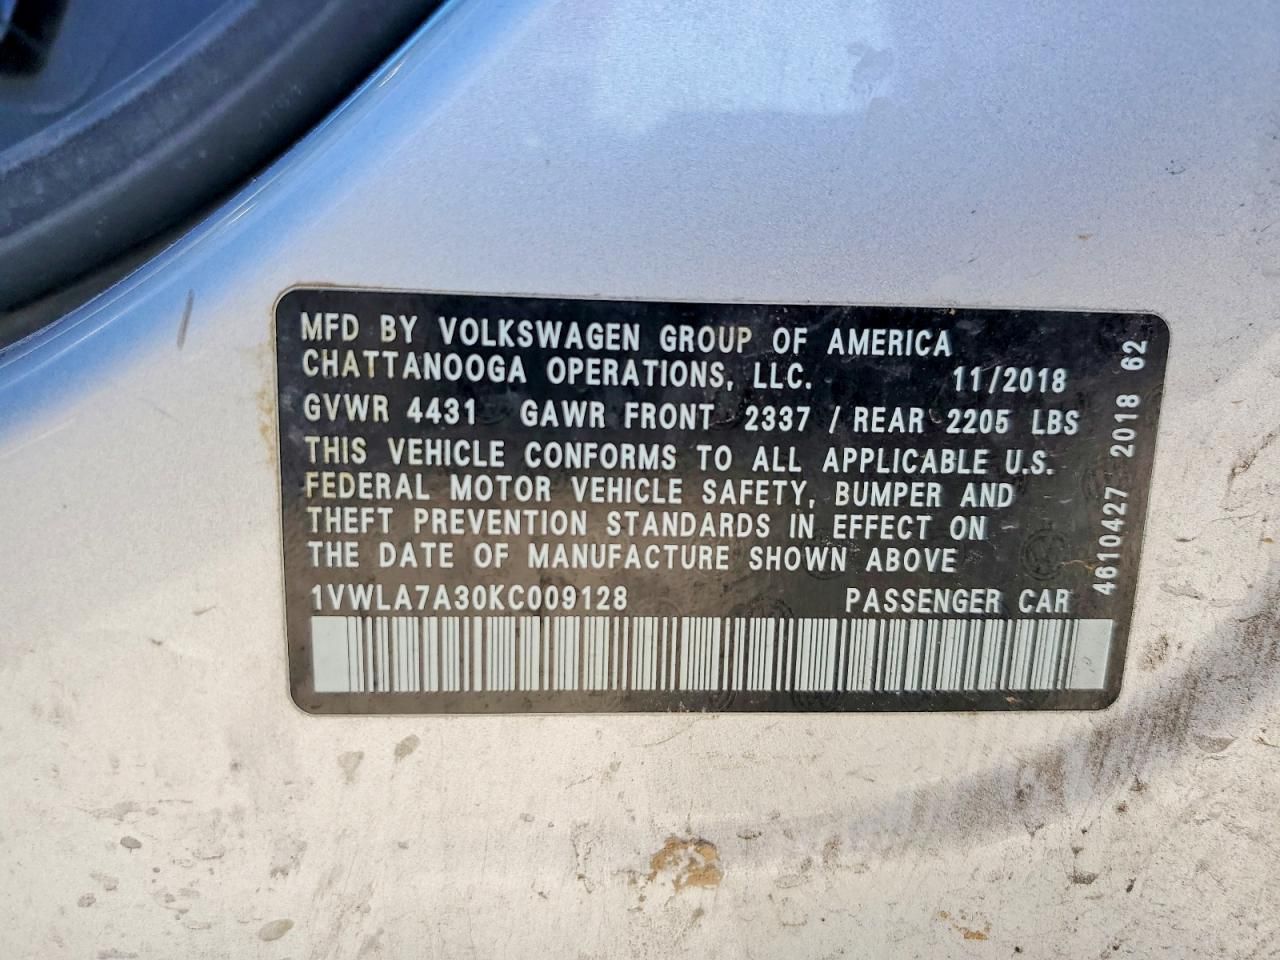 MFD BY VOLKSWAGEN GROUP OF AMERICA
CHATTANOOGA OPERATIONS, LLC. 11/2018
GVWR 4431 GAWR FRONT 2337 / REAR 2205 LBS
THIS VEHICLE CONFORMS TO ALL APPLICABLE U.S.
FEDERAL MOTOR VEHICLE SAFETY, BUMPER AND
THEFT PREVENTION STANDARDS IN EFFECT ON
THE DATE OF MANUFACTURE SHOWN ABOVE
1VWLA7A30KC009128 PASSENGER CAR
4610427 2018 62